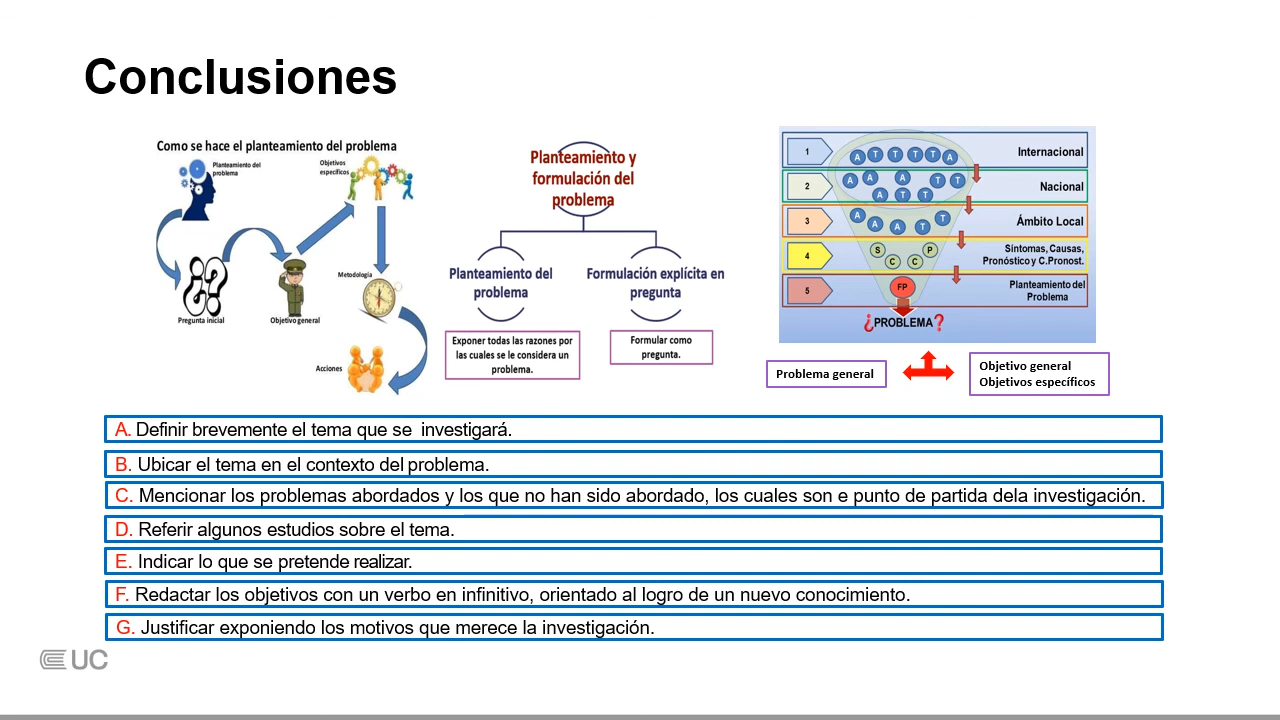 Conclusiones
Como se hace el planteamiento del problema
Planteamiento del
problema
Objetivos
específicos
¿?
Pregunta inicial
Objetivo general
Metodología
Acciones
Planteamiento y
formulación del
problema
Planteamiento del
problema
Formulación explícita en
pregunta
Exponer todas las razones por
las cuales se le considera un
problema.
Formular como
pregunta.
1
A T T T T A
Internacional
2
A A A T T
A T T
Nacional
3
A A A T T
Ámbito Local
4
S C C P
Síntomas, Causas,
Pronóstico y C.Pronost.
5
FP
Planteamiento del
Problema
¿PROBLEMA?
Problema general
Objetivo general
Objetivos específicos
A. Definir brevemente el tema que se investigará.
B. Ubicar el tema en el contexto del problema.
C. Mencionar los problemas abordados y los que no han sido abordado, los cuales son e punto de partida dela investigación.
D. Referir algunos estudios sobre el tema.
E. Indicar lo que se pretende realizar.
F. Redactar los objetivos con un verbo en infinitivo, orientado al logro de un nuevo conocimiento.
G. Justificar exponiendo los motivos que merece la investigación.
UC